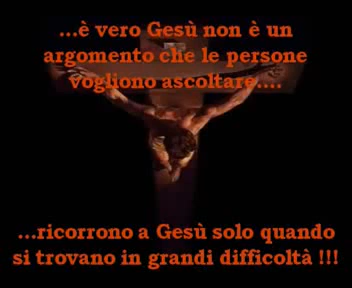 ...è vero Gesù non è un
argomento che le persone
vogliono ascoltare....
...ricorrono a Gesù solo quando
si trovano in grandi difficoltà !!!